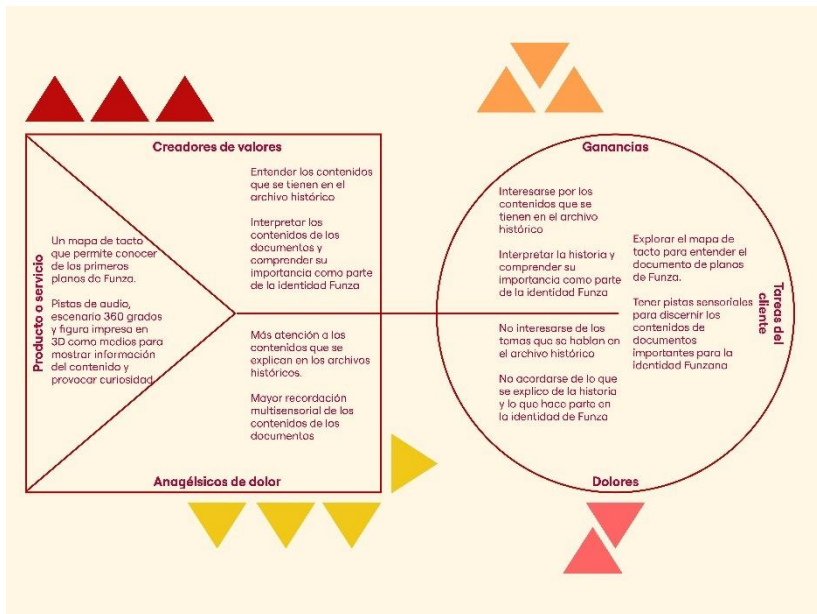 Creadores de valores
Entender los contenidos
que se tienen en el archivo
histórico
Interpretar los
contenidos de los
documentos y
comprender su
importancia como parte
de la identidad Funza
Producto o servicio
Un mapa de tacto
que permite conocer
de los primeros
planos de Funza.
Pistas de audio,
escenario 360 grados
y figura impresa en
3D como medios para
mostrar información
del contenido y
provocar curiosidad.
Más atención a los
contenidos que se
explican en los archivos
históricos.
Mayor recordación
multisensorial de los
contenidos de los
documentos
Anagélsicos de dolor
Ganancias
Interesarse por los
contenidos que se
tienen en el archivo
histórico
Interpretar la historia y
comprender su
importancia como parte
de la identidad Funza
Explorar el mapa de
tacto para entender el
documento de planos
de Funza.
Tener pistas sensoriales
para discernir los
contenidos de
documentos
importantes para la
identidad Funzana
Tareas del
cliente
No interesarse de los
temas que se hablan en
el archivo histórico
No acordarse de lo que
se explico de la historia
y lo que hace parte en
la identidad de Funza
Dolores